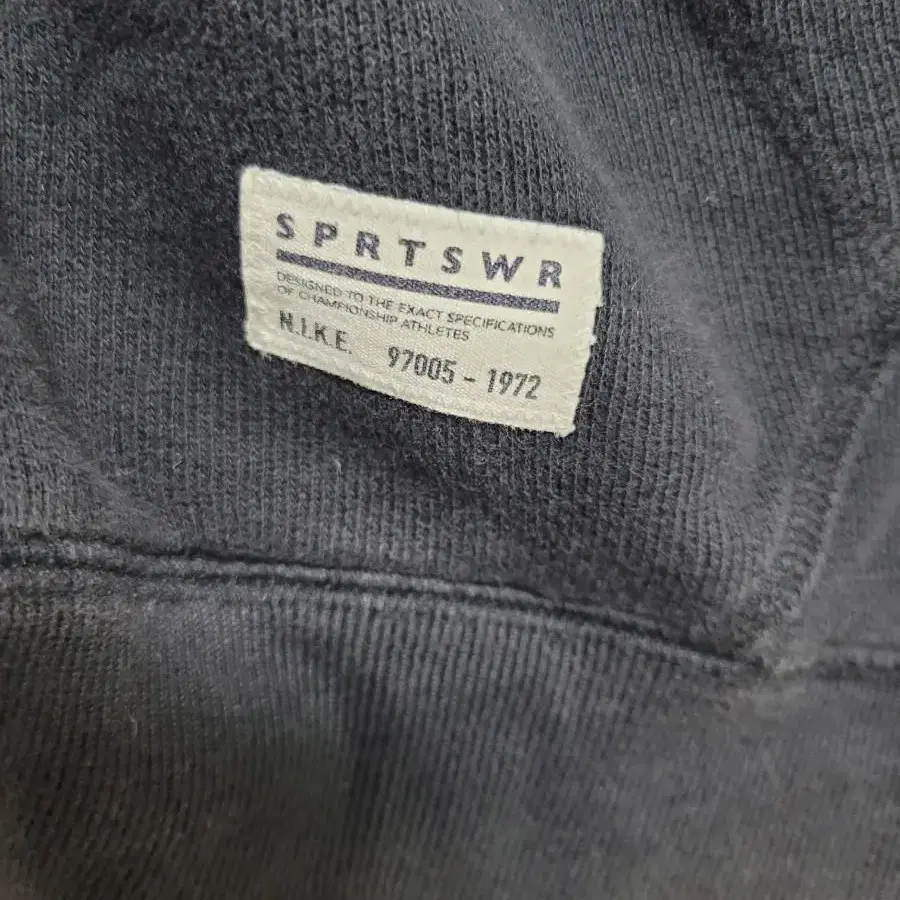 SPRTSWR
DESIGNED TO THE EXACT SPECIFICATIONS
OF CHAMPIONSHIP ATHLETES
N.I.K.E. 97005 - 1972